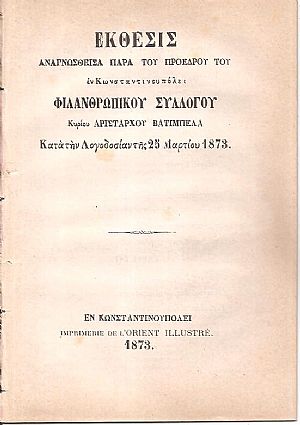 ΕΚΘΕΣΙΣ
ΑΝΑΓΝΩΣΘΕΙΣΑ ΠΑΡΑ ΤΟΥ ΠΡΟΕΔΡΟΥ ΤΟΥ
ἐν Κωνσταντινουπόλει
ΦΙΛΑΝΘΡΩΠΙΚΟΥ ΣΥΛΛΟΓΟΥ
Κυρίου ΑΡΙΣΤΑΡΧΟΥ ΒΑΤΙΜΠΕΛΑ
Κατὰ τὴν Λογοδοσίαν τῆς 25 Μαρτίου 1873.
ΕΝ ΚΩΝΣΤΑΝΤΙΝΟΥΠΟΛΕΙ
IMPRIMERIE DE L'ORIENT ILLUSTRÉ.
1873.